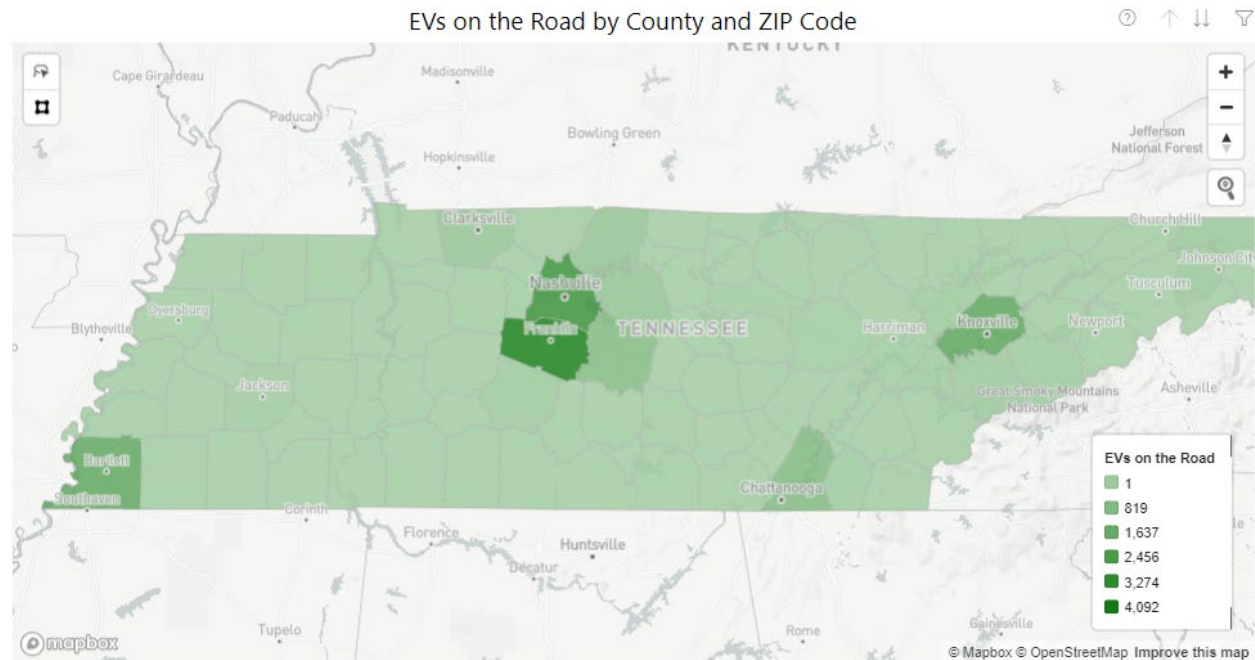 EVs on the Road by County and ZIP Code
KENTUCKY
Cape Girardeau
Madisonville
Paducah
Bowling Green
Hopkinsville
Jefferson
National Forest
Clarksville
Church Hill
Johnson City
Nashville
Tusculum
Dyersburg
Blytheville
Franklin
TENNESSEE
Harriman
Knoxville
Newport
Jackson
Great Smoky Mountains
National Park
Asheville
Bartlett
Southaven
Chattanooga
Corinth
Florence
Huntsville
Decatur
EVs on the Road
1
819
1,637
2,456
3,274
4,092
Tupelo
Rome
Gainesville
mapbox
© Mapbox © OpenStreetMap Improve this map